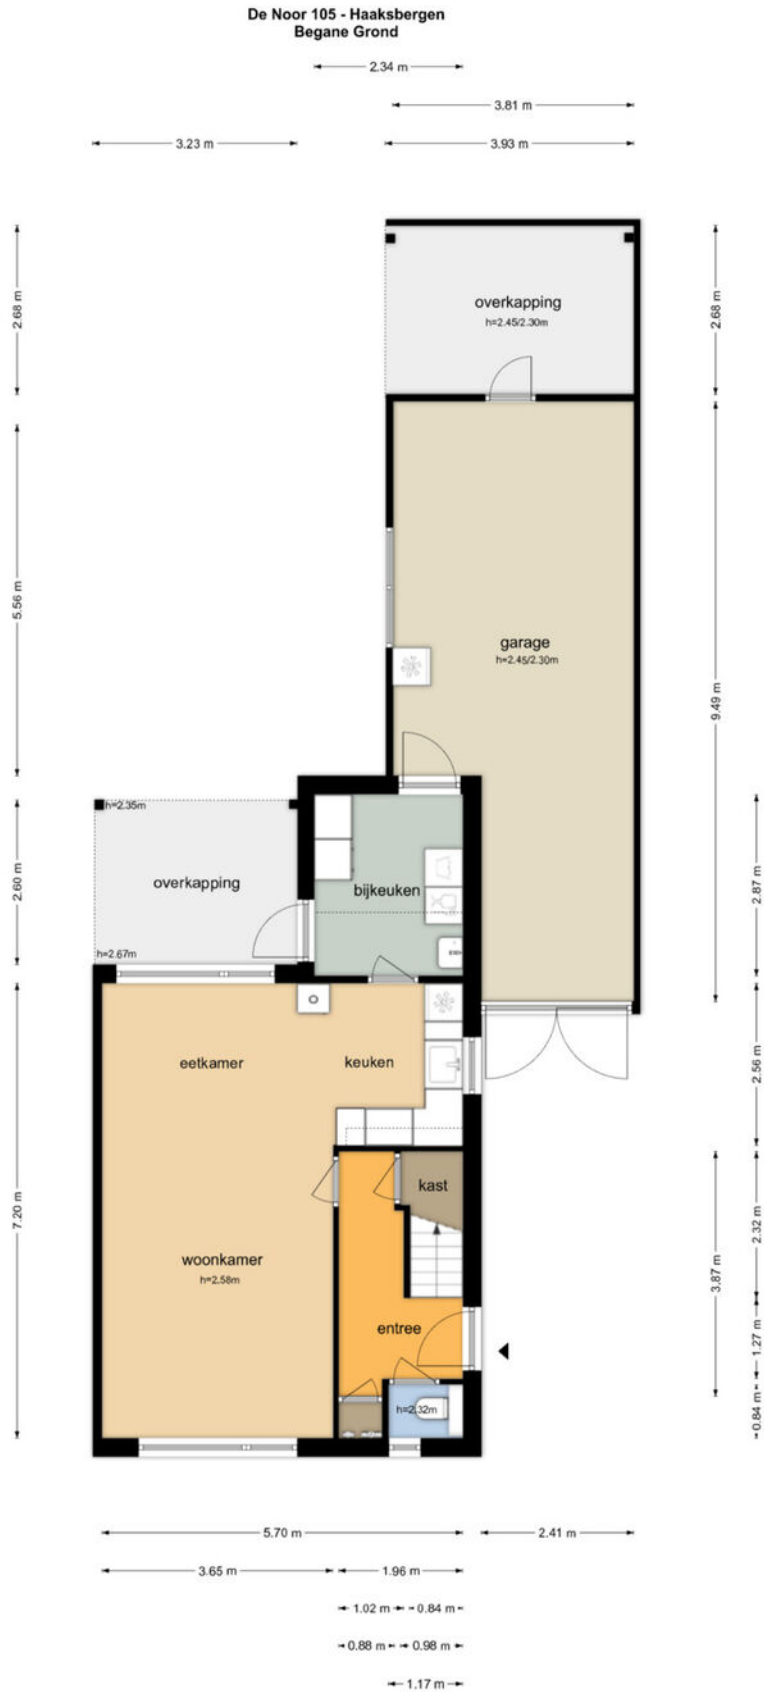 De Noor 105 - Haaksbergen
Begane Grond
2.34 m
3.81 m
3.23 m
3.93 m
2.68 m
2.68 m
overkapping
h=2.45/2.30m
5.56 m
garage
h=2.45/2.30m
9.49 m
h=2.35m
overkapping
h=2.67m
2.60 m
bijkeuken
2.87 m
eetkamer
keuken
2.56 m
7.20 m
kast
woonkamer
h=2.58m
entree
h=2.32m
3.87 m
2.32 m
1.27 m
0.84 m
5.70 m
2.41 m
3.65 m
1.96 m
1.02 m
0.84 m
0.88 m
0.98 m
1.17 m